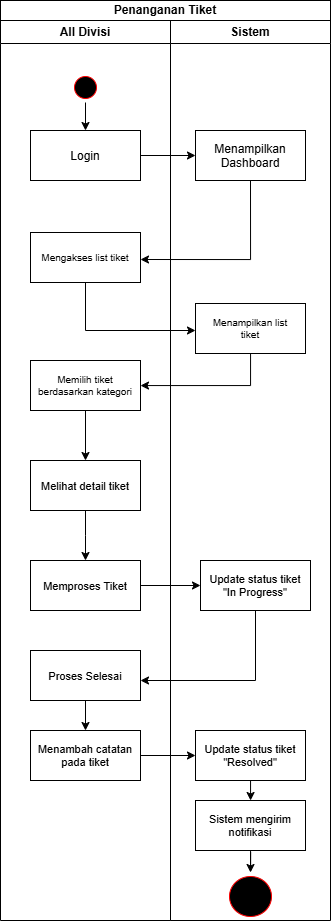 Penanganan Tiket
All Divisi
Sistem
Login
Menampilkan
Dashboard
Mengakses list tiket
Menampilkan list
tiket
Memilih tiket
berdasarkan kategori
Melihat detail tiket
Memproses Tiket
Update status tiket
"In Progress"
Proses Selesai
Menambah catatan
pada tiket
Update status tiket
"Resolved"
Sistem mengirim
notifikasi